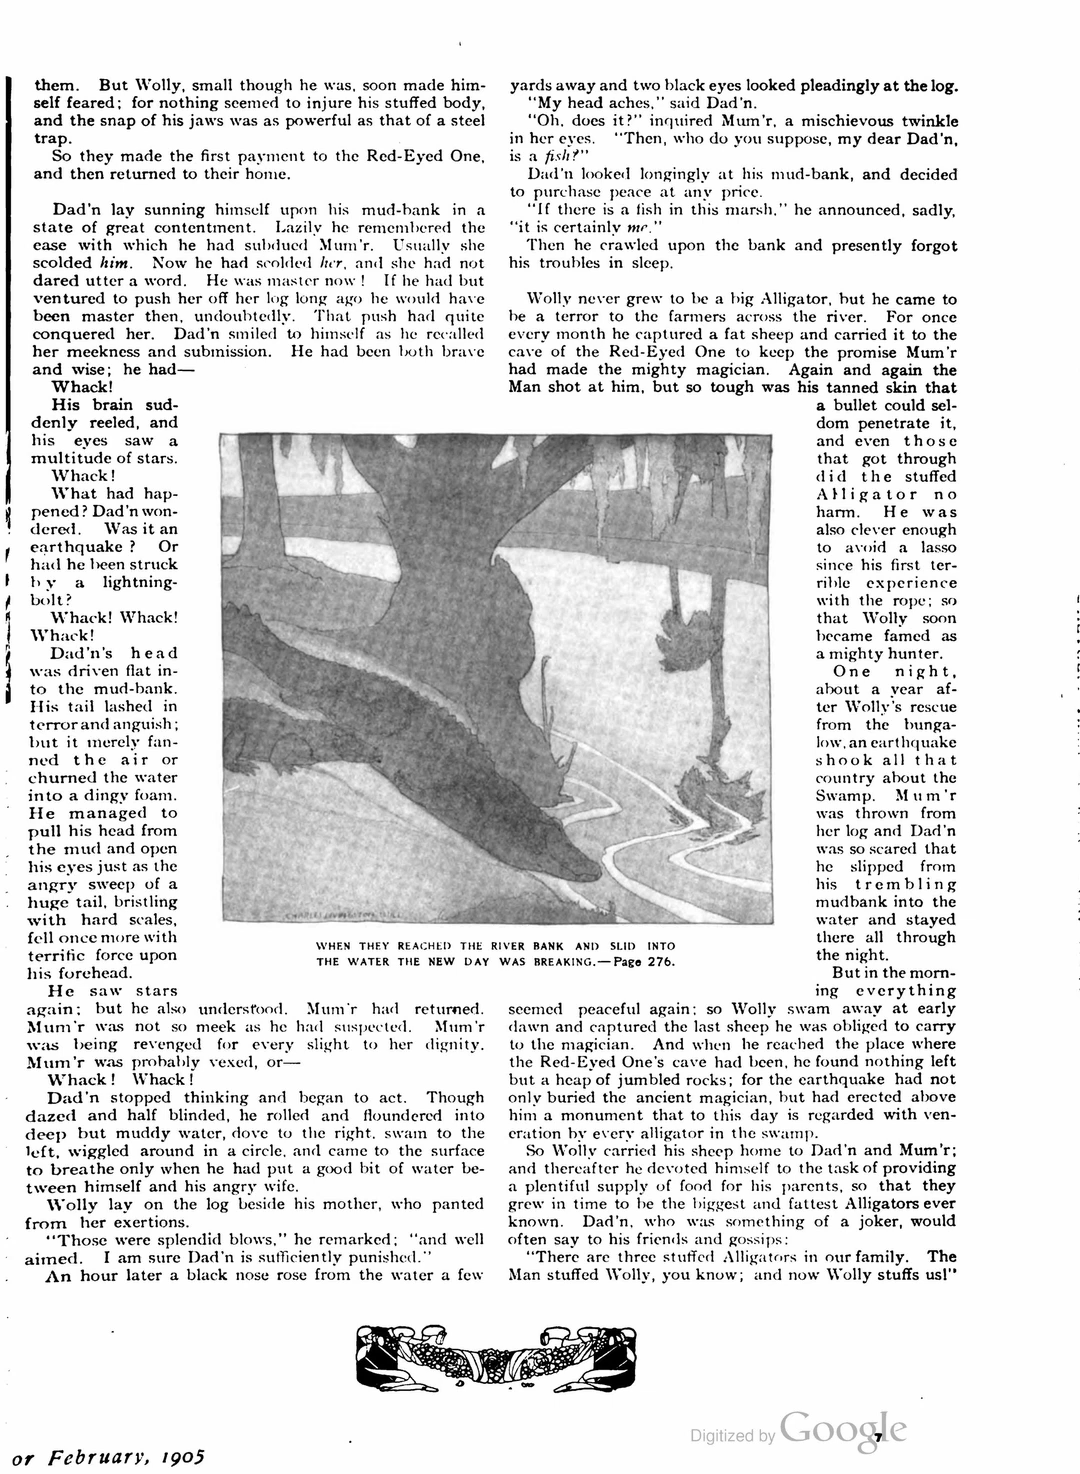 them. But Wolly, small though he was, soon made him-
self feared; for nothing seemed to injure his stuffed body,
and the snap of his jaws was as powerful as that of a steel
trap.
So they made the first payment to the Red-Eyed One,
and then returned to their home.
Dad'n lay sunning himself upon his mud-bank in a
state of great contentment. Lazily he remembered the
ease with which he had subdued Mum'r. Usually she
scolded him. Now he had scolded her, and she had not
dared utter a word. He was master now! If he had but
ventured to push her off her log long ago he would have
been master then, undoubtedly. That push had quite
conquered her. Dad'n smiled to himself as he recalled
her meekness and submission. He had been both brave
and wise; he had—
Whack!
His brain sud-
denly reeled, and
his eyes saw a
multitude of stars.
Whack!
What had hap-
pened? Dad'n won-
dered. Was it an
earthquake? Or
had he been struck
by a lightning-
bolt?
Whack! Whack!
Whack!
Dad'n's head
was driven flat in-
to the mud-bank.
His tail lashed in
terror and anguish;
but it merely fan-
ned the air or
churned the water
into a dingy foam.
He managed to
pull his head from
the mud and open
his eyes just as the
angry sweep of a
huge tail, bristling
with hard scales,
fell once more with
terrific force upon
his forehead.
He saw stars
again; but he also understood. Mum'r had returned.
Mum'r was not so meek as he had suspected. Mum'r
was being revenged for every slight to her dignity.
Mum'r was probably vexed, or—
Whack! Whack!
Dad'n stopped thinking and began to act. Though
dazed and half blinded, he rolled and floundered into
deep but muddy water, dove to the right, swam to the
left, wiggled around in a circle, and came to the surface
to breathe only when he had put a good bit of water be-
tween himself and his angry wife.
Wolly lay on the log beside his mother, who panted
from her exertions.
"Those were splendid blows," he remarked; "and well
aimed. I am sure Dad'n is sufficiently punished."
An hour later a black nose rose from the water a few
yards away and two black eyes looked pleadingly at the log.
"My head aches," said Dad'n.
"Oh, does it?" inquired Mum'r, a mischievous twinkle
in her eyes. "Then, who do you suppose, my dear Dad'n,
is a fish?"
Dad'n looked longingly at his mud-bank, and decided
to purchase peace at any price.
"If there is a fish in this marsh," he announced, sadly,
"it is certainly me."
Then he crawled upon the bank and presently forgot
his troubles in sleep.
Wolly never grew to be a big Alligator, but he came to
be a terror to the farmers across the river. For once
every month he captured a fat sheep and carried it to the
cave of the Red-Eyed One to keep the promise Mum'r
had made the mighty magician. Again and again the
Man shot at him, but so tough was his tanned skin that
a bullet could sel-
dom penetrate it,
and even those
that got through
did the stuffed
Alligator no
harm. He was
also clever enough
to avoid a lasso
since his first ter-
rible experience
with the rope; so
that Wolly soon
became famed as
a mighty hunter.
One night,
about a year af-
ter Wolly's rescue
from the bunga-
low, an earthquake
shook all that
country about the
Swamp. Mum'r
was thrown from
her log and Dad'n
was so scared that
he slipped from
his trembling
mudbank into the
water and stayed
there all through
the night.
But in the morn-
ing everything
seemed peaceful again; so Wolly swam away at early
dawn and captured the last sheep he was obliged to carry
to the magician. And when he reached the place where
the Red-Eyed One's cave had been, he found nothing left
but a heap of jumbled rocks; for the earthquake had not
only buried the ancient magician, but had erected above
him a monument that to this day is regarded with ven-
eration by every alligator in the swamp.
So Wolly carried his sheep home to Dad'n and Mum'r;
and thereafter he devoted himself to the task of providing
a plentiful supply of food for his parents, so that they
grew in time to be the biggest and fattest Alligators ever
known. Dad'n, who was something of a joker, would
often say to his friends and gossips:
"There are three stuffed Alligators in our family. The
Man stuffed Wolly, you know; and now Wolly stuffs us!"
WHEN THEY REACHED THE RIVER BANK AND SLID INTO
THE WATER THE NEW DAY WAS BREAKING.—Page 276.
or February, 1905
Digitized by Google
7